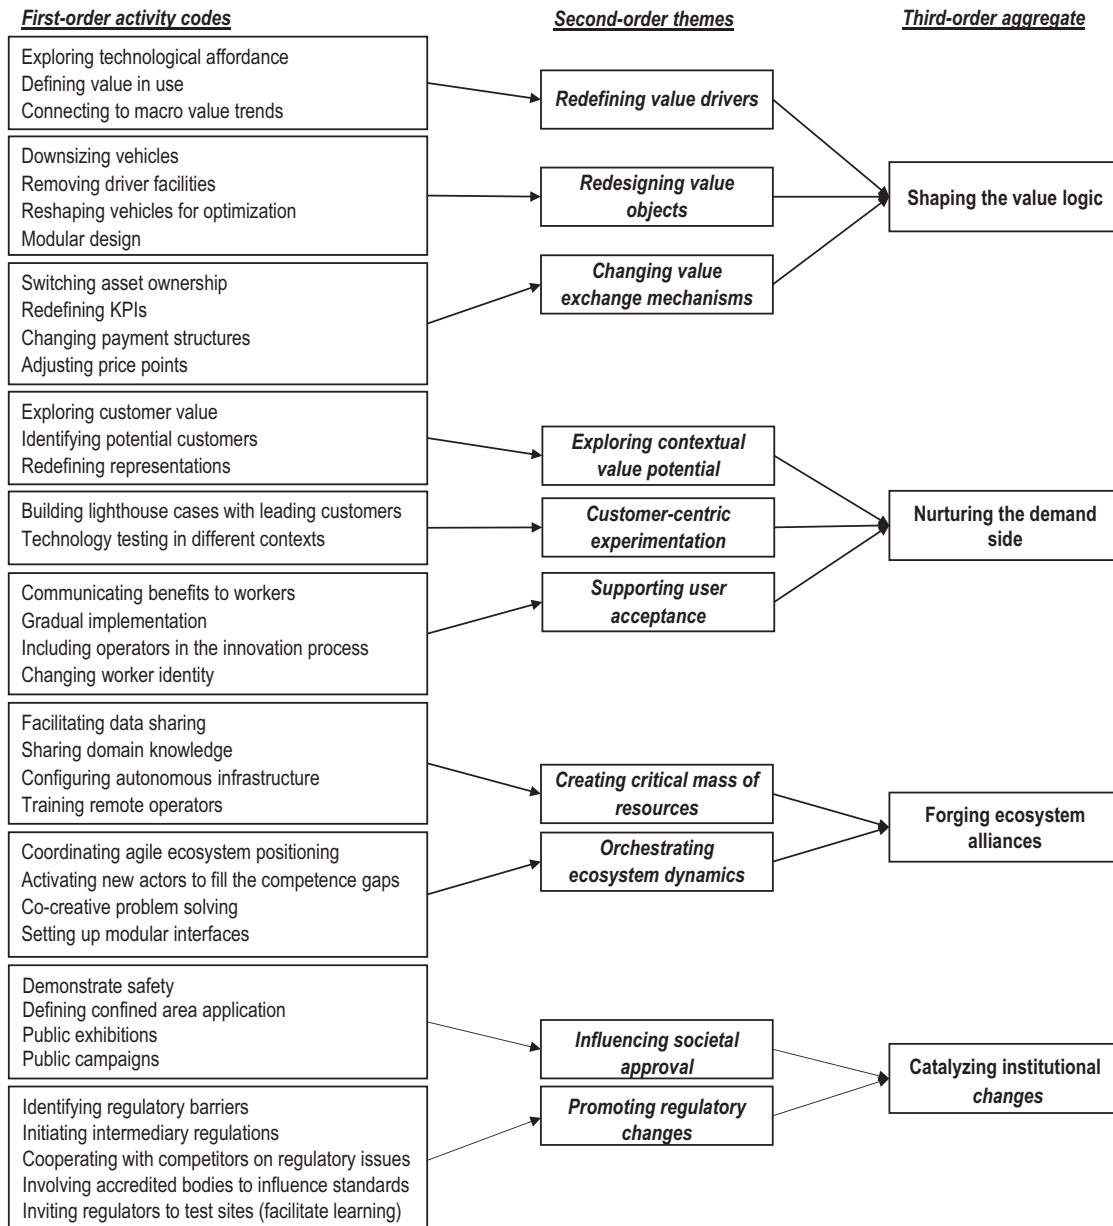 First-order activity codes
Second-order themes
Third-order aggregate
Exploring technological affordance
Defining value in use
Connecting to macro value trends
Redefining value drivers
Downsizing vehicles
Removing driver facilities
Reshaping vehicles for optimization
Modular design
Redesigning value
objects
Shaping the value logic
Switching asset ownership
Redefining KPIs
Changing payment structures
Adjusting price points
Changing value
exchange mechanisms
Exploring customer value
Identifying potential customers
Redefining representations
Exploring contextual
value potential
Building lighthouse cases with leading customers
Technology testing in different contexts
Customer-centric
experimentation
Nurturing the demand
side
Communicating benefits to workers
Gradual implementation
Including operators in the innovation process
Changing worker identity
Supporting user
acceptance
Facilitating data sharing
Sharing domain knowledge
Configuring autonomous infrastructure
Training remote operators
Creating critical mass of
resources
Forging ecosystem
alliances
Coordinating agile ecosystem positioning
Activating new actors to fill the competence gaps
Co-creative problem solving
Setting up modular interfaces
Orchestrating
ecosystem dynamics
Demonstrate safety
Defining confined area application
Public exhibitions
Public campaigns
Influencing societal
approval
Catalyzing institutional
changes
Identifying regulatory barriers
Initiating intermediary regulations
Cooperating with competitors on regulatory issues
Involving accredited bodies to influence standards
Inviting regulators to test sites (facilitate learning)
Promoting regulatory
changes